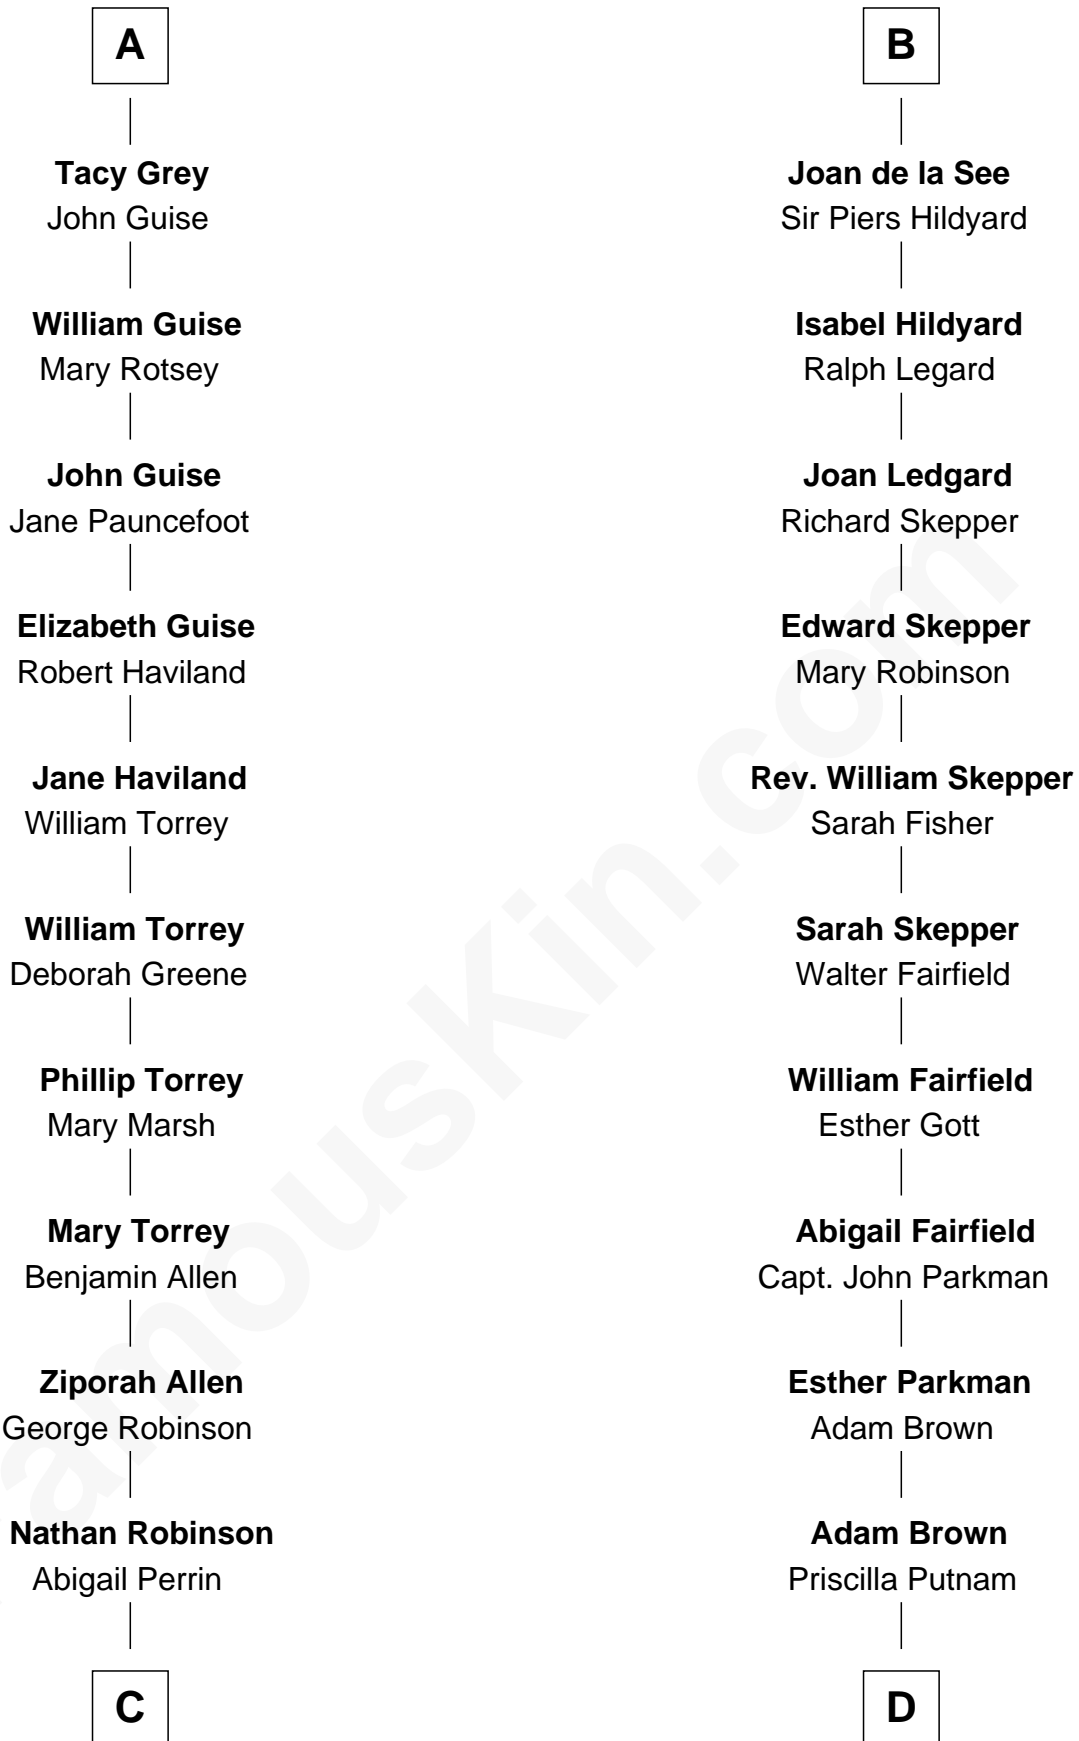 A
Tacy Grey
John Guise
William Guise
Mary Rotsey
John Guise
Jane Pauncefoot
Elizabeth Guise
Robert Haviland
Jane Haviland
William Torrey
William Torrey
Deborah Greene
Phillip Torrey
Mary Marsh
Mary Torrey
Benjamin Allen
Ziporah Allen
George Robinson
Nathan Robinson
Abigail Perrin
C
B
Joan de la See
Sir Piers Hildyard
Isabel Hildyard
Ralph Legard
Joan Ledgard
Richard Skepper
Edward Skepper
Mary Robinson
Rev. William Skepper
Sarah Fisher
Sarah Skepper
Walter Fairfield
William Fairfield
Esther Gott
Abigail Fairfield
Capt. John Parkman
Esther Parkman
Adam Brown
Adam Brown
Priscilla Putnam
D
amousKin.com